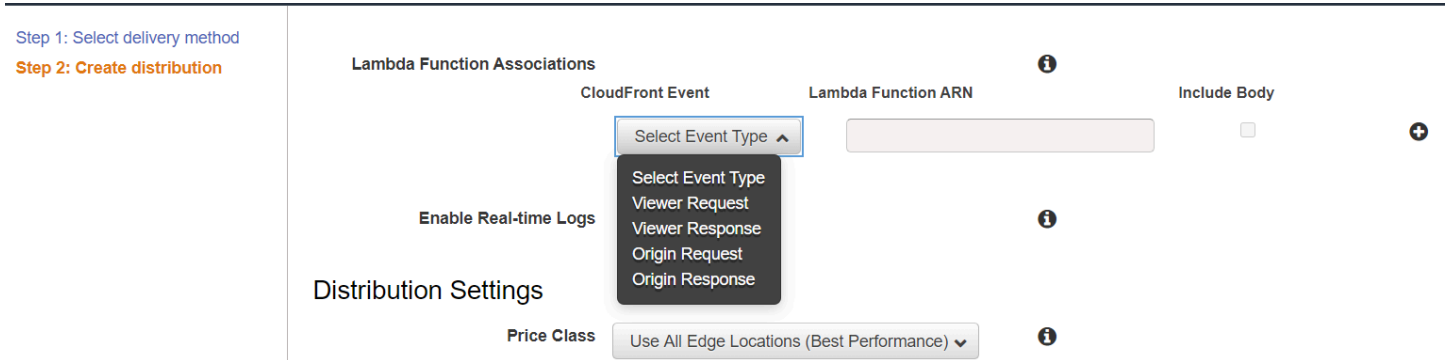 Step 1: Select delivery method
Step 2: Create distribution
Lambda Function Associations
CloudFront Event Lambda Function ARN Include Body
Select Event Type
Select Event Type
Viewer Request
Viewer Response
Origin Request
Origin Response
Enable Real-time Logs
Distribution Settings
Price Class Use All Edge Locations (Best Performance)